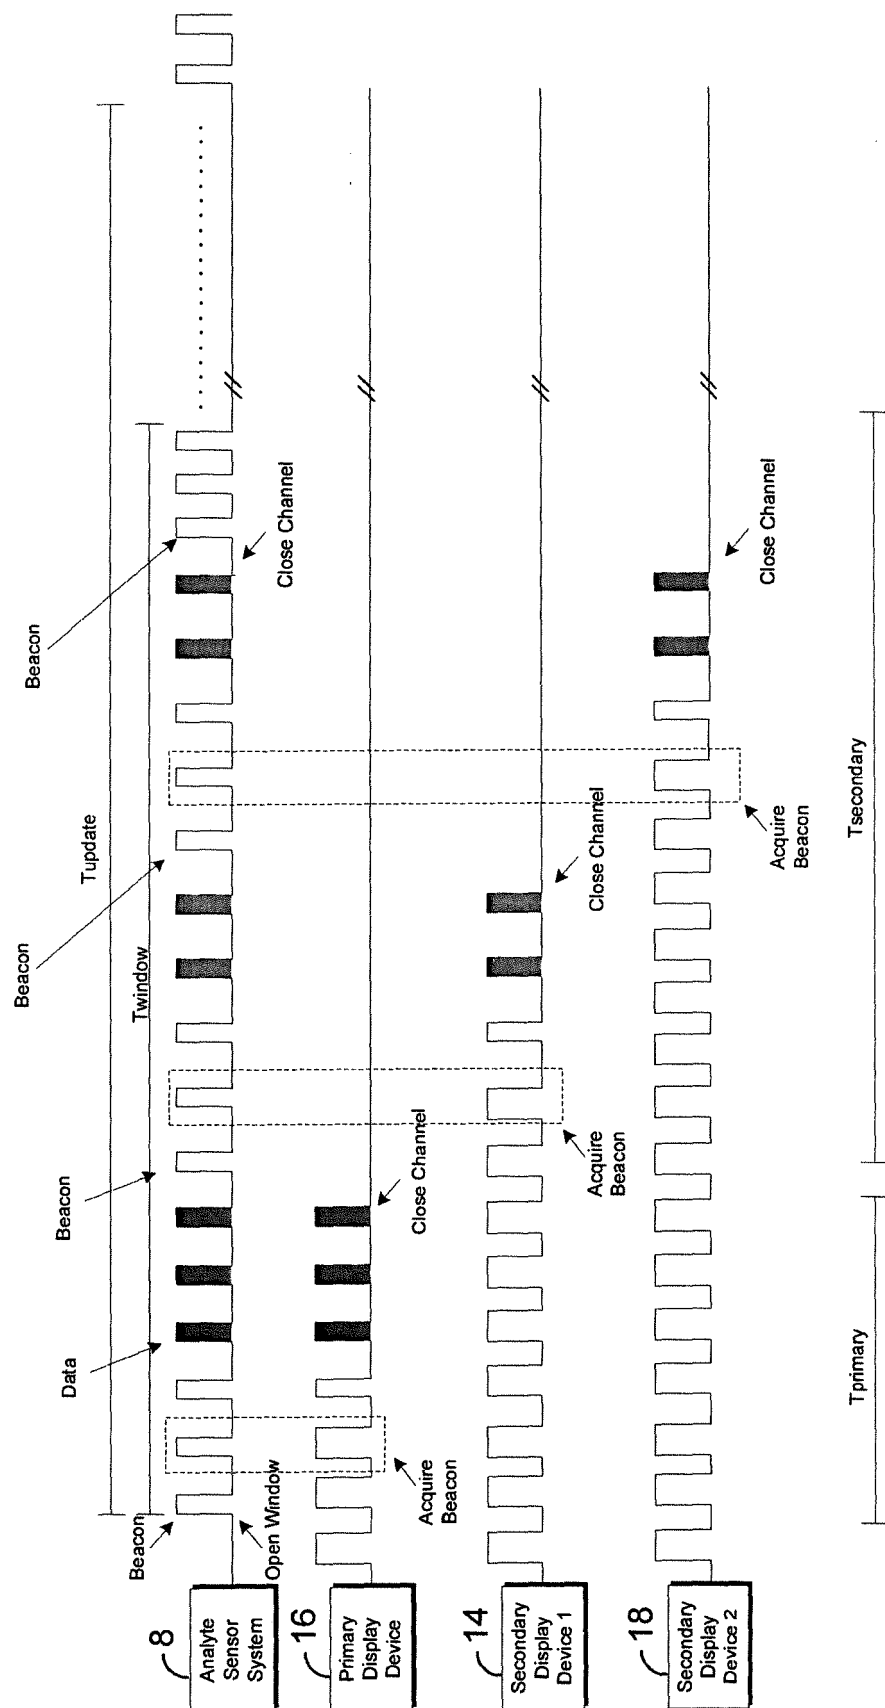 Tupdate
Twindow
Beacon
Data
Beacon
Beacon
Beacon
8
Analyte
Sensor
System
Open Window
Close Channel
16
Primary
Display
Device
Acquire
Beacon
Close Channel
14
Secondary
Display
Device 1
Acquire
Beacon
Close Channel
18
Secondary
Display
Device 2
Acquire
Beacon
Close Channel
Tprimary
Tsecondary